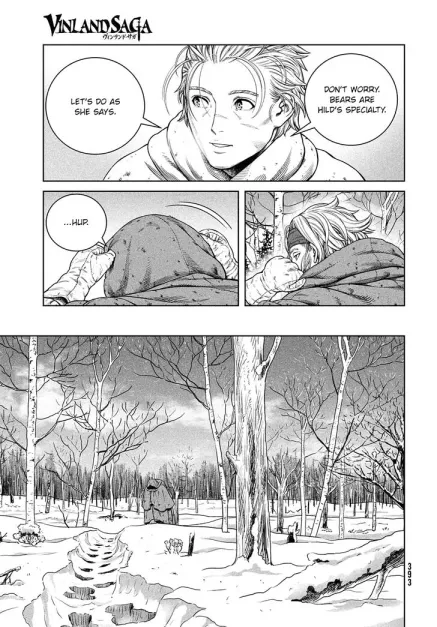 VINLAND SAGA
ヴィンランド・サガ
DON'T WORRY.
BEARS ARE
HILD'S SPECIALTY.
LET'S DO AS
SHE SAYS.
...HUP.
393